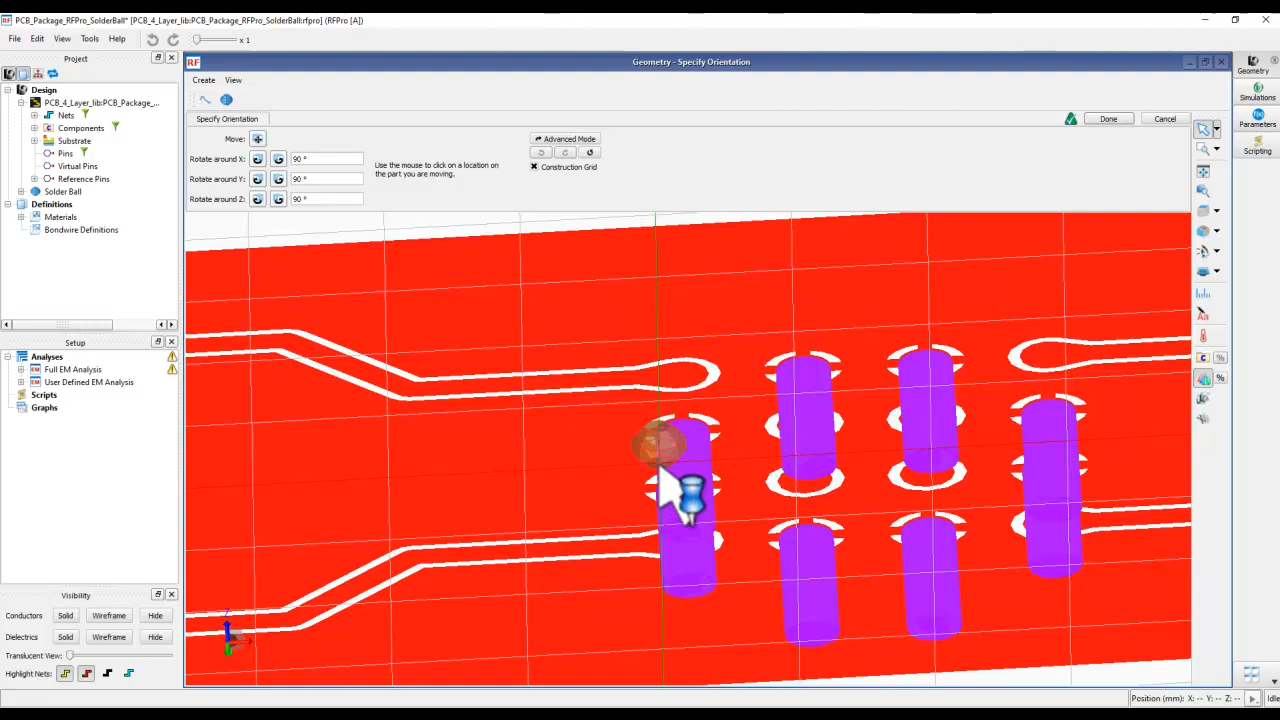 RF PCB_Package_RFPro_SolderBall* [PCB_4_Layer_lib:PCB_Package_RFPro_SolderBall:rfpro] (RFPro [A])
File Edit View Tools Help x 1
Project
Design
PCB_4_Layer_lib:PCB_Package_...
Nets
Components
Substrate
Pins
Virtual Pins
Reference Pins
Solder Ball
Definitions
Materials
Bondwire Definitions
Setup
Analyses
Full EM Analysis
User Defined EM Analysis
Scripts
Graphs
Visibility
Conductors Solid Wireframe Hide
Dielectrics Solid Wireframe Hide
Translucent View:
Highlight Nets:
RF Geometry - Specify Orientation
Create View
Specify Orientation Done Cancel
Move:
Rotate around X: 90 °
Rotate around Y: 90 °
Rotate around Z: 90 °
Use the mouse to click on a location on
the part you are moving.
Advanced Mode
Construction Grid
Z
Geometry
Simulations
Parameters
Scripting
Position (mm): X: -- Y: -- Z: -- Idle